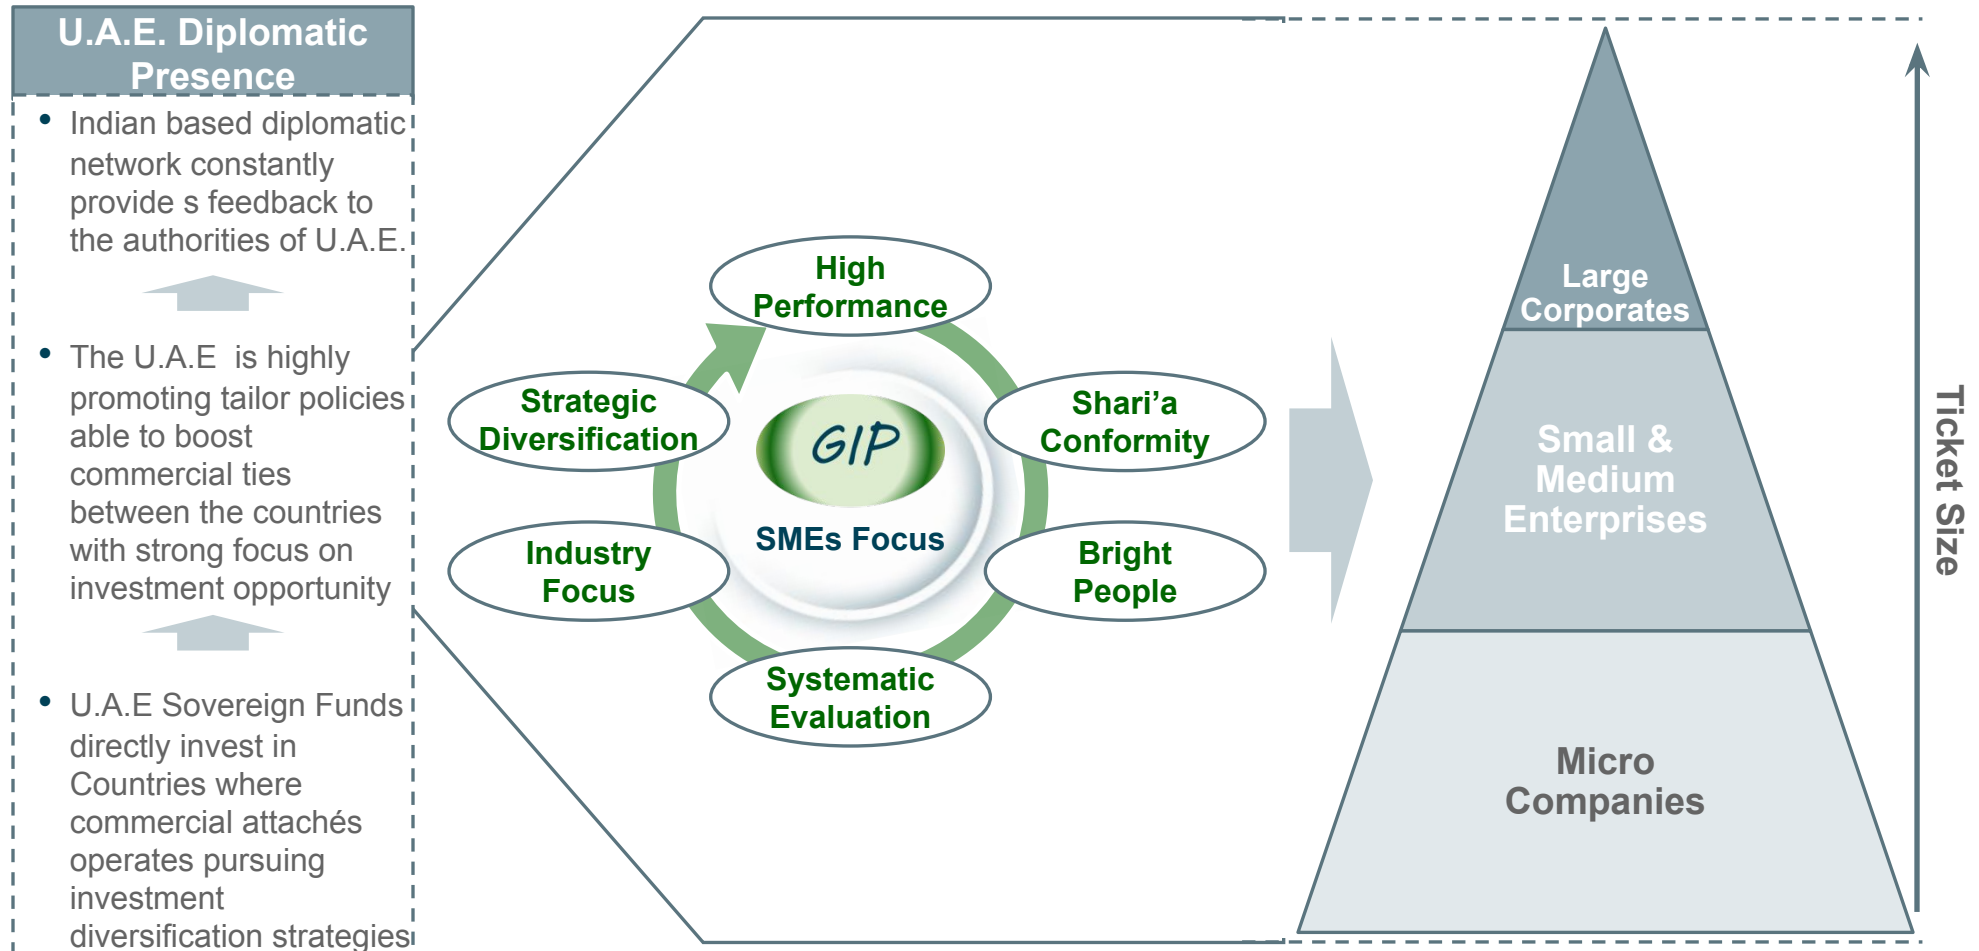 U.A.E. Diplomatic
Presence
• Indian based diplomatic
network constantly
provide s feedback to
the authorities of U.A.E.
• The U.A.E  is highly
promoting tailor policies
able to boost
commercial ties
between the countries
with strong focus on
investment opportunity
• U.A.E Sovereign Funds
directly invest in
Countries where
commercial attachés
operates pursuing
investment
diversification strategies
High
Performance
Strategic
Diversification
Shari’a
Conformity
GIP
SMEs Focus
Industry
Focus
Bright
People
Systematic
Evaluation
Large
Corporates
Small &
Medium
Enterprises
Micro
Companies
Ticket Size